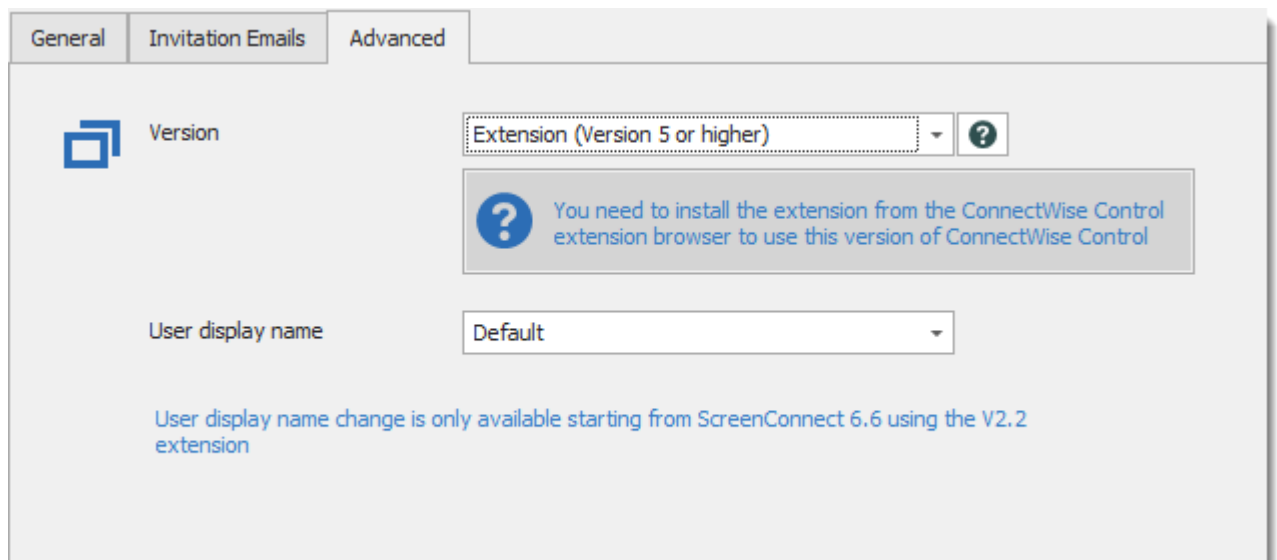 General
Invitation Emails
Advanced
Version
Extension (Version 5 or higher)
You need to install the extension from the ConnectWise Control
extension browser to use this version of ConnectWise Control
User display name
Default
User display name change is only available starting from ScreenConnect 6.6 using the V2.2
extension